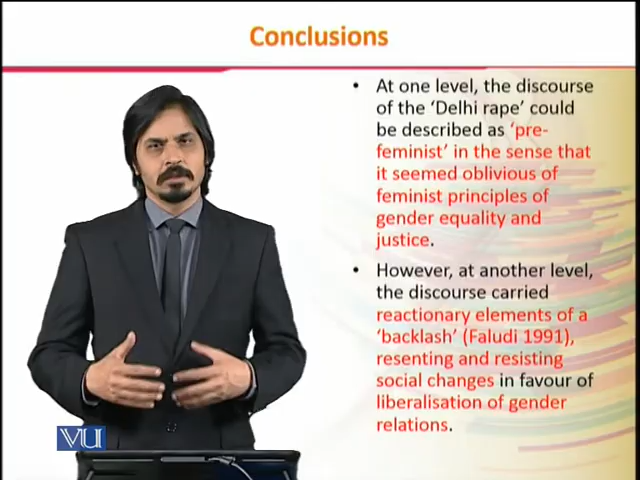 Conclusions
• At one level, the discourse
of the ‘Delhi rape’ could
be described as ‘pre-
feminist’ in the sense that
it seemed oblivious of
feminist principles of
gender equality and
justice.
• However, at another level,
the discourse carried
reactionary elements of a
‘backlash’ (Faludi 1991),
resenting and resisting
social changes in favour of
liberalisation of gender
relations.
VU